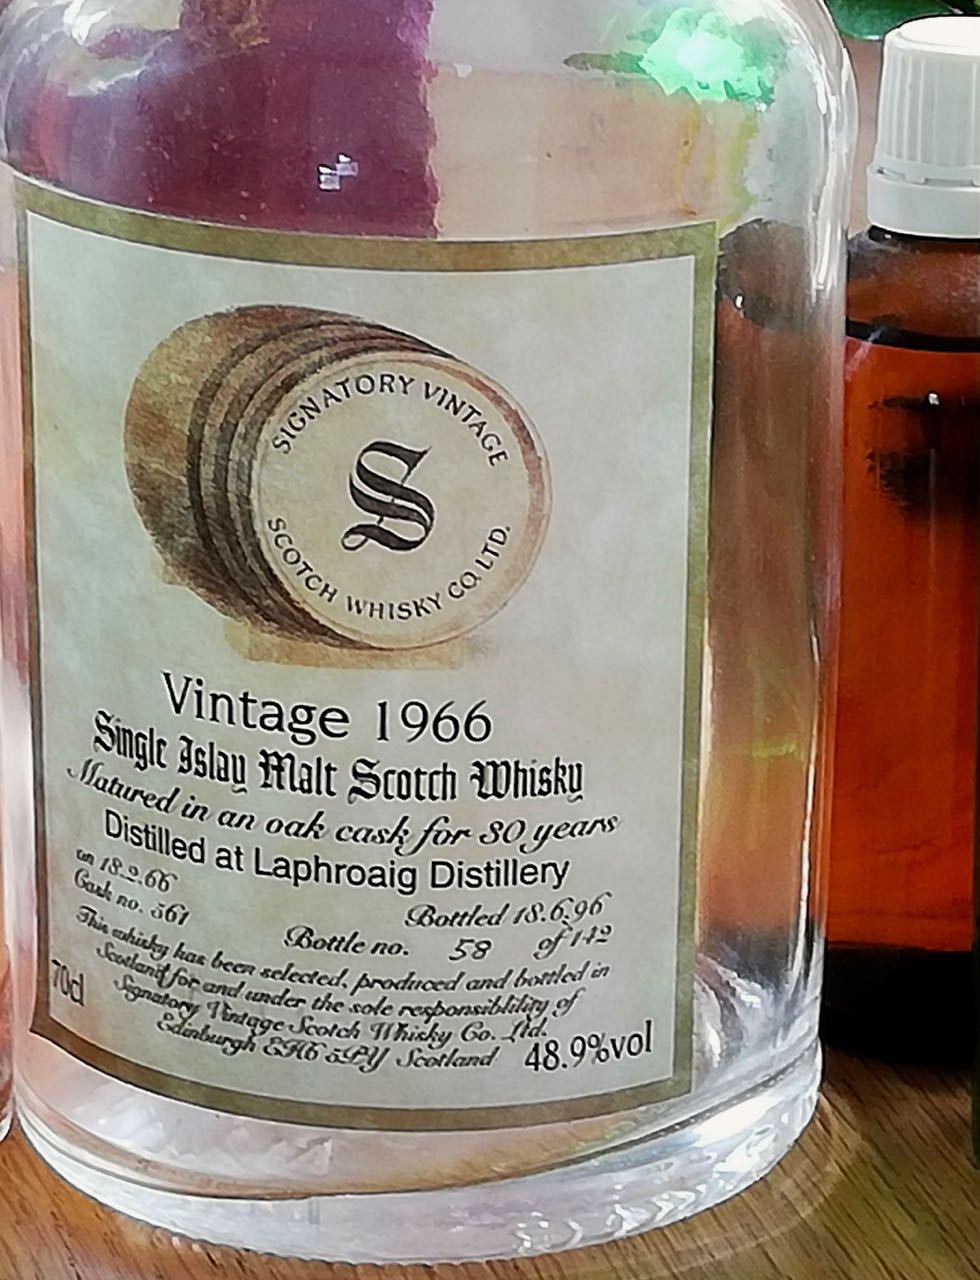 SIGNATORY VINTAGE
S
SCOTCH WHISKY CO. LTD.
Vintage 1966
Single Islay Malt Scotch Whisky
Matured in an oak cask for 30 years
Distilled at Laphroaig Distillery
on 18.2.66
Bottled 18.6.96
Cask no. 561
Bottle no. 58 of 142
This whisky has been selected, produced and bottled in
Scotland for and under the sole responsiblility of
Signatory Vintage Scotch Whisky Co. Ltd.
Edinburgh EH6 5PY Scotland
70cl
48.9%vol